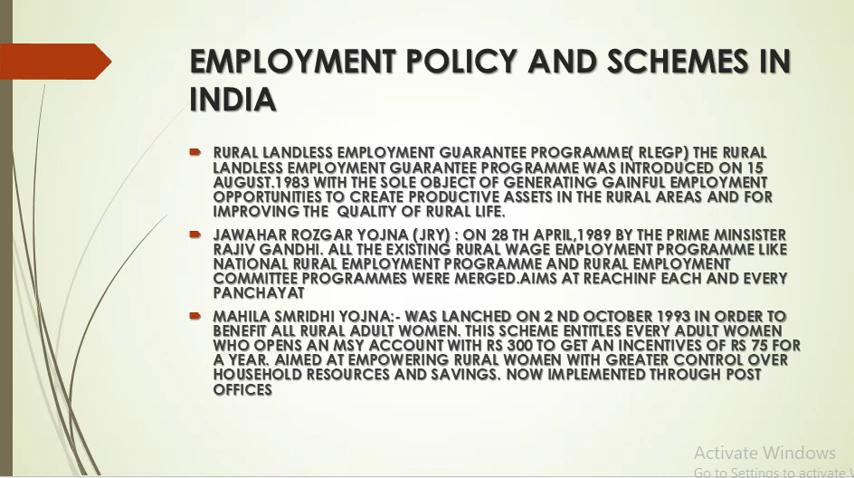 EMPLOYMENT POLICY AND SCHEMES IN
INDIA
RURAL LANDLESS EMPLOYMENT GUARANTEE PROGRAMME( RLEGP) THE RURAL
LANDLESS EMPLOYMENT GUARANTEE PROGRAMME WAS INTRODUCED ON 15
AUGUST.1983 WITH THE SOLE OBJECT OF GENERATING GAINFUL EMPLOYMENT
OPPORTUNITIES TO CREATE PRODUCTIVE ASSETS IN THE RURAL AREAS AND FOR
IMPROVING THE QUALITY OF RURAL LIFE.
JAWAHAR ROZGAR YOJNA (JRY) : ON 28 TH APRIL,1989 BY THE PRIME MINSISTER
RAJIV GANDHI. ALL THE EXISTING RURAL WAGE EMPLOYMENT PROGRAMME LIKE
NATIONAL RURAL EMPLOYMENT PROGRAMME AND RURAL EMPLOYMENT
COMMITTEE PROGRAMMES WERE MERGED.AIMS AT REACHINF EACH AND EVERY
PANCHAYAT
MAHILA SMRIDHI YOJNA:- WAS LANCHED ON 2 ND OCTOBER 1993 IN ORDER TO
BENEFIT ALL RURAL ADULT WOMEN. THIS SCHEME ENTITLES EVERY ADULT WOMEN
WHO OPENS AN MSY ACCOUNT WITH RS 300 TO GET AN INCENTIVES OF RS 75 FOR
A YEAR. AIMED AT EMPOWERING RURAL WOMEN WITH GREATER CONTROL OVER
HOUSEHOLD RESOURCES AND SAVINGS. NOW IMPLEMENTED THROUGH POST
OFFICES
Activate Windows
Go to Settings to activate